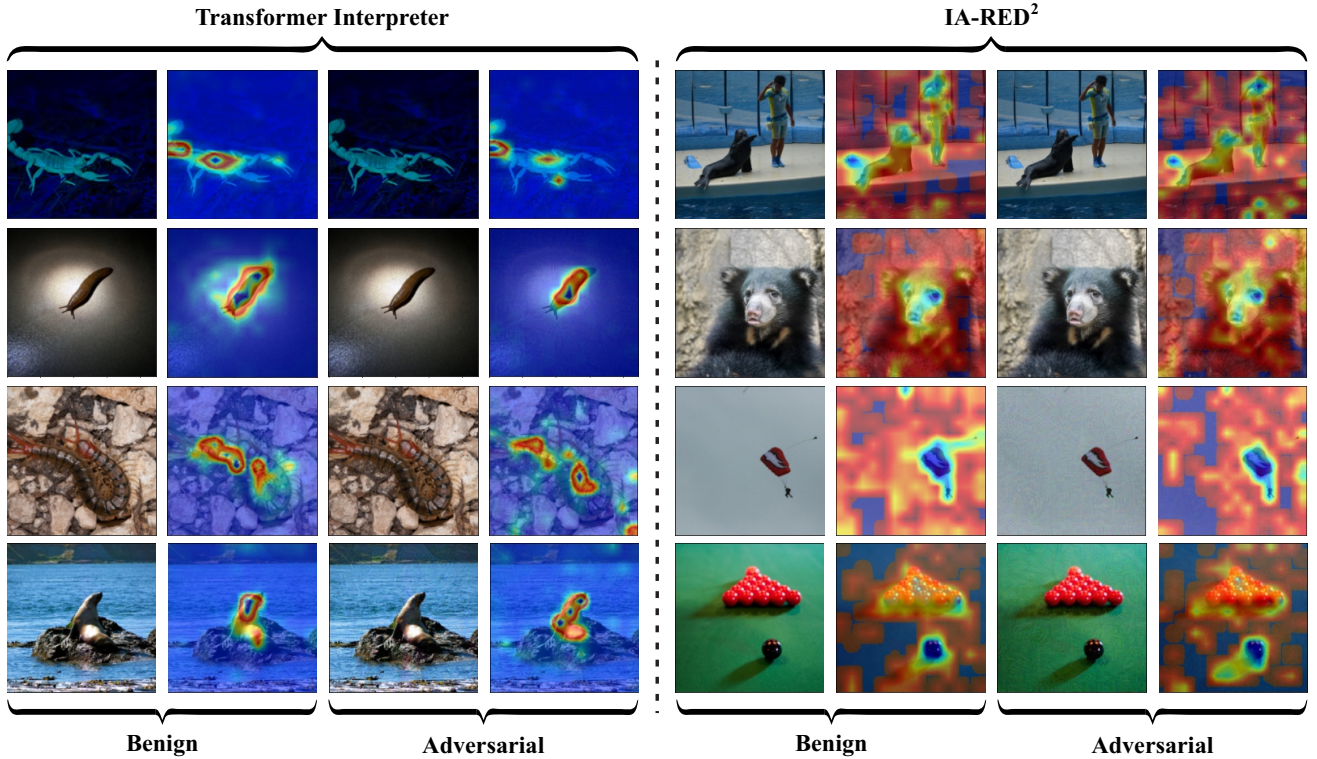 Transformer Interpreter
IA-RED²
Benign
Adversarial
Benign
Adversarial